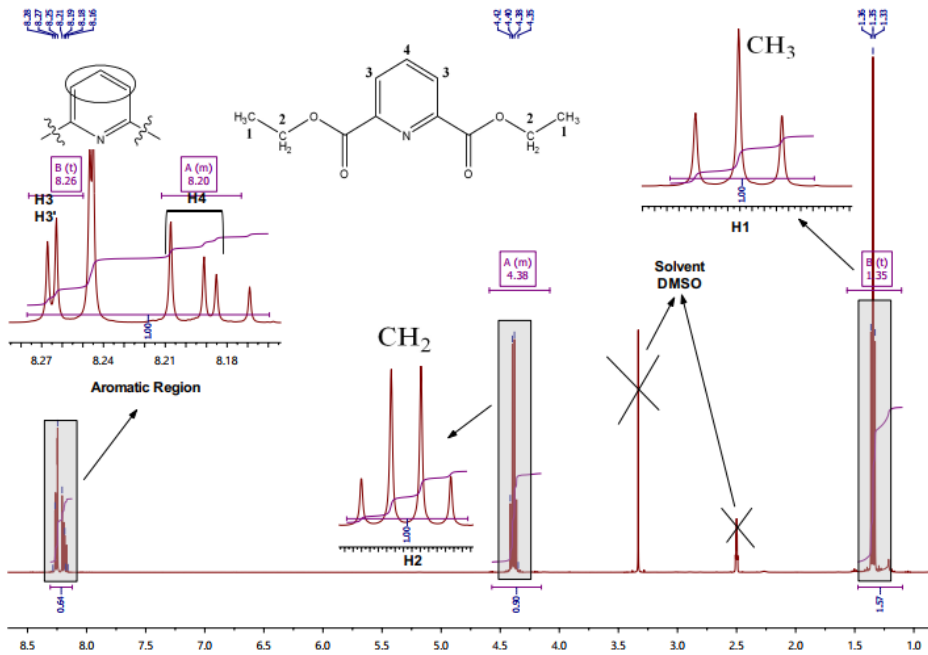 8.28
8.27
8.25
8.21
8.19
8.18
8.16
4.42
4.40
4.38
4.35
1.36
1.35
1.33
N
4
3
3
H3C
1
2
C
H2
O
O
N
O
O
2
C
H2
CH3
1
CH3
1.00
H1
B (t)
8.26
A (m)
8.20
H3
H3'
H4
1.00
8.27
8.24
8.21
8.18
Aromatic Region
A (m)
4.38
Solvent
DMSO
B (t)
1.35
CH2
1.00
H2
0.64
0.90
1.57
8.5
8.0
7.5
7.0
6.5
6.0
5.5
5.0
4.5
4.0
3.5
3.0
2.5
2.0
1.5
1.0